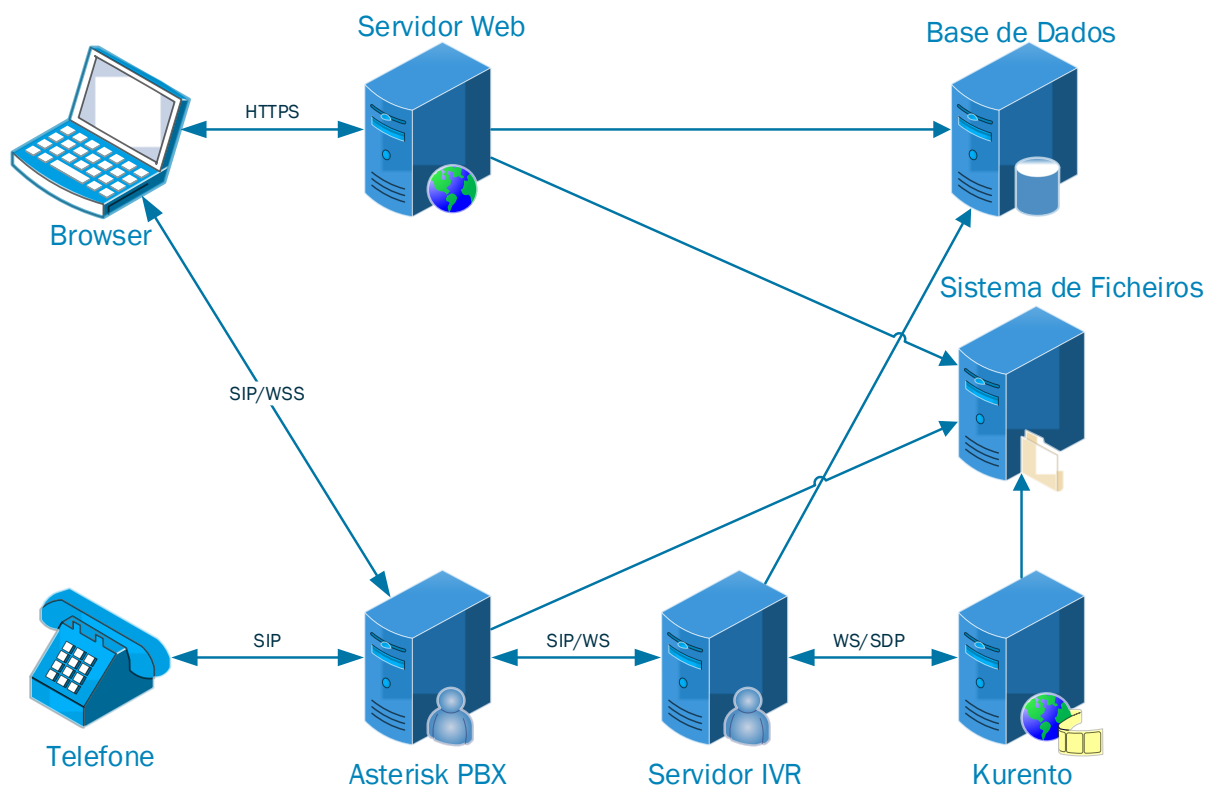 Servidor Web
Base de Dados
HTTPS
Browser
Sistema de Ficheiros
SIP/WSS
SIP
SIP/WS
WS/SDP
Telefone
Asterisk PBX
Servidor IVR
Kurento